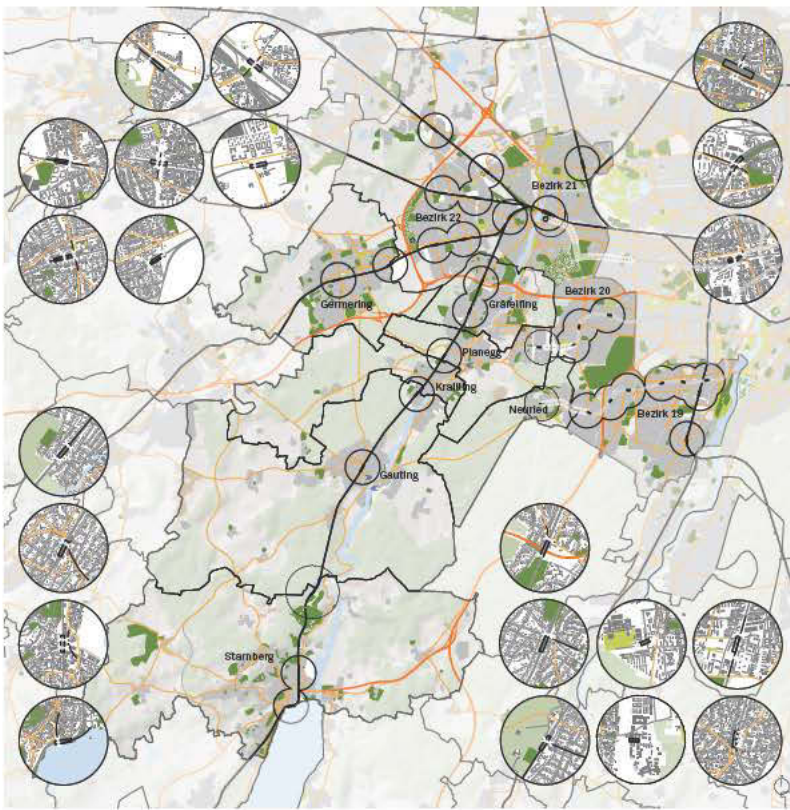 Bezirk 21
Bezirk 22
Bezirk 20
Germering
Gräfelfing
Planegg
Krailling
Neuried
Bezirk 19
Gauting
Starnberg